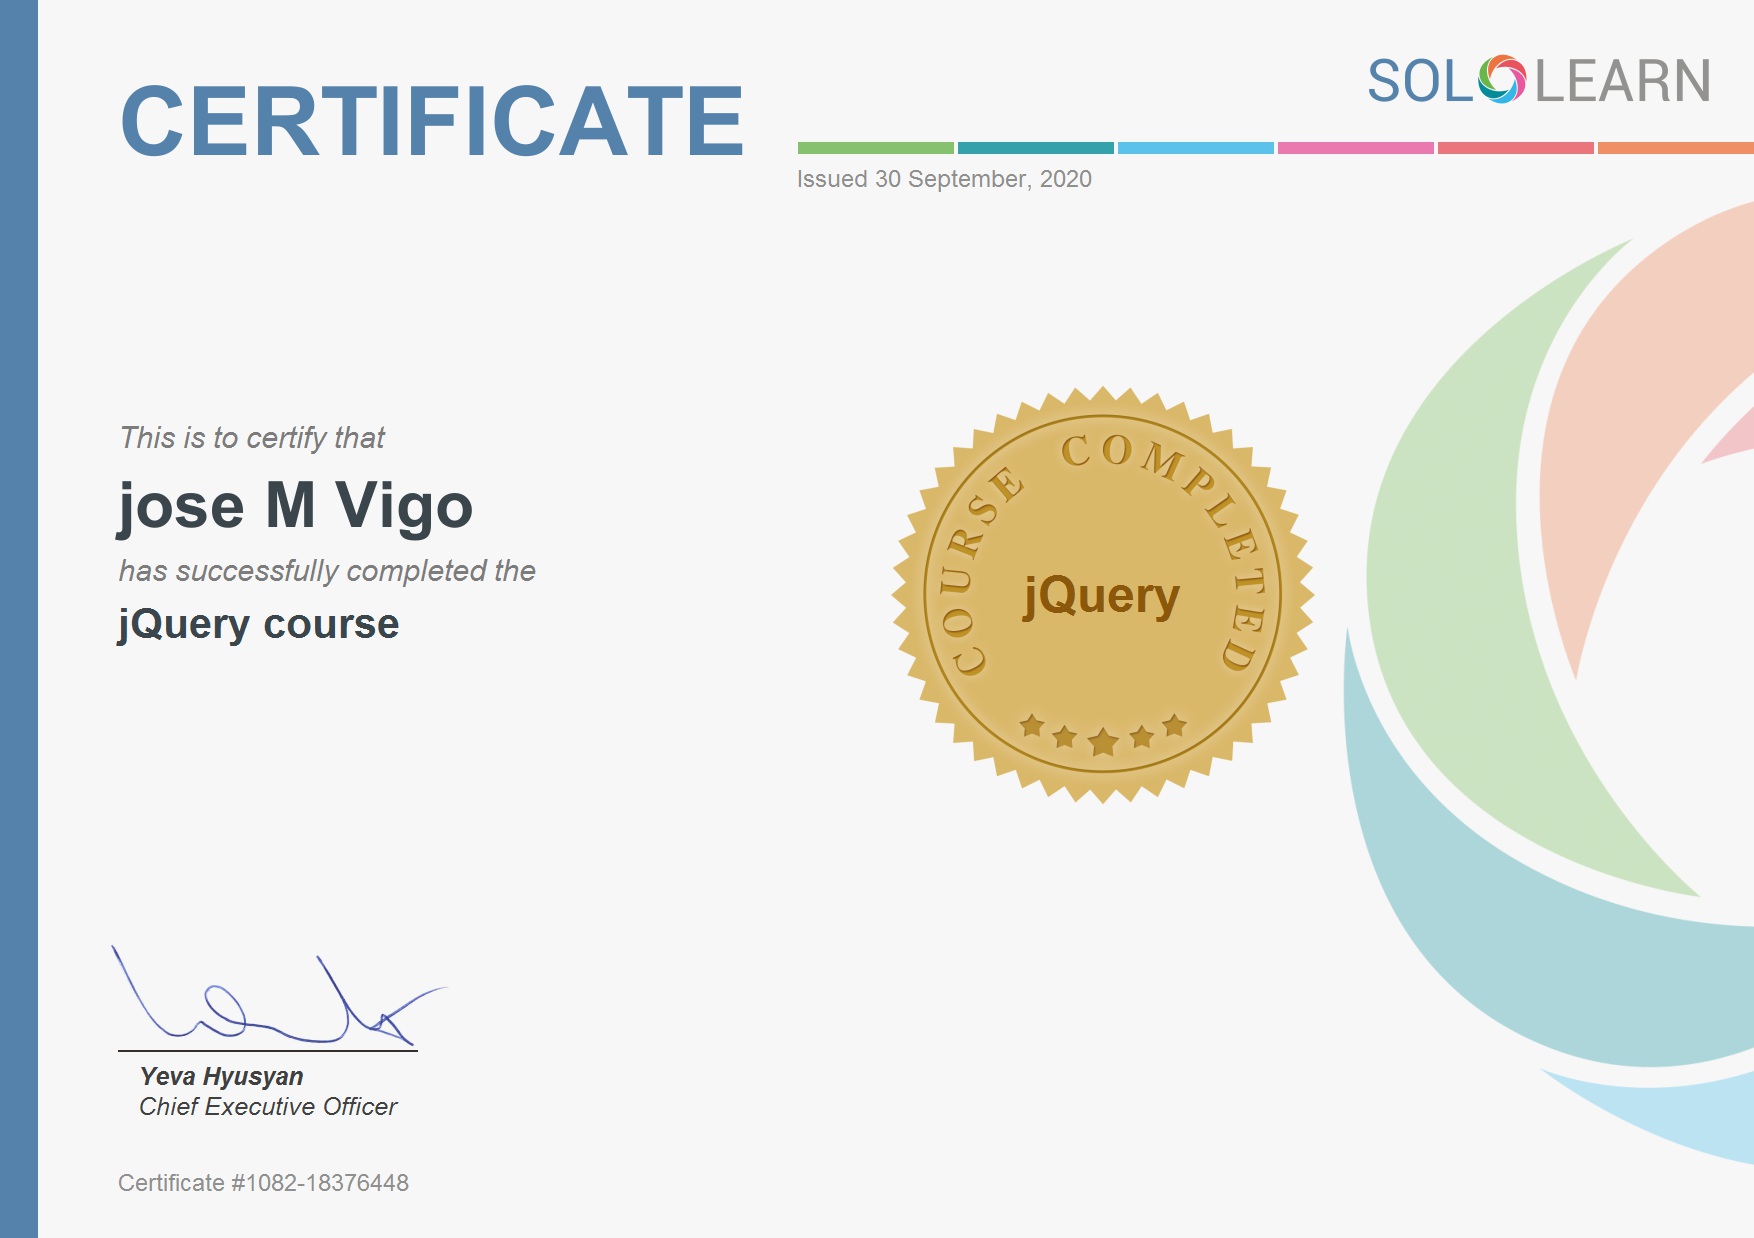 CERTIFICATE
SOLOLEARN
Issued 30 September, 2020
This is to certify that
jose M Vigo
has successfully completed the
jQuery course
COURSE COMPLETED
jQuery
Yeva Hyusyan
Chief Executive Officer
Certificate #1082-18376448